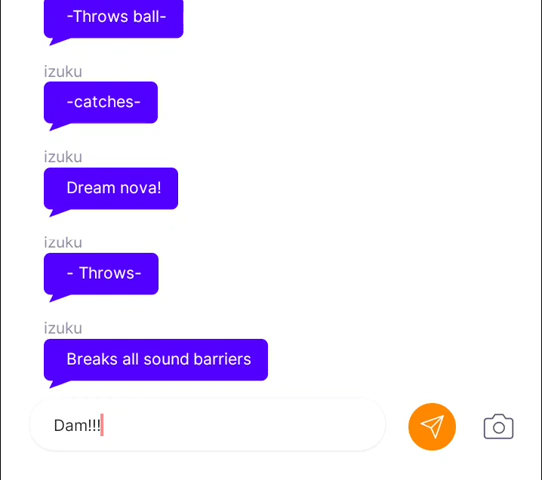 -Throws ball-
izuku
-catches-
izuku
Dream nova!
izuku
- Throws-
izuku
Breaks all sound barriers
Dam!!!